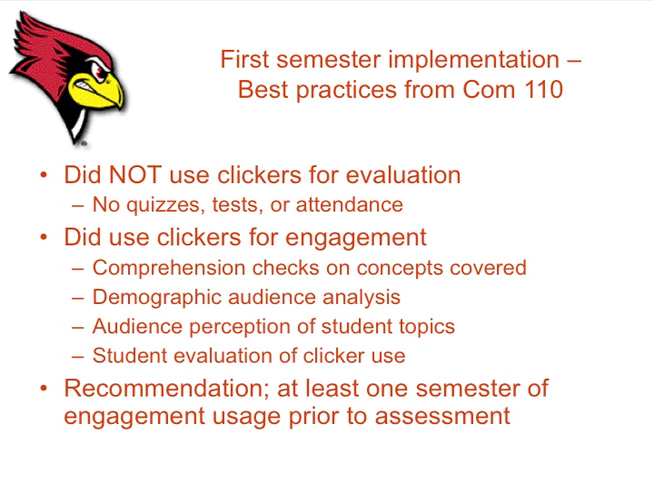 First semester implementation –
Best practices from Com 110
• Did NOT use clickers for evaluation
– No quizzes, tests, or attendance
• Did use clickers for engagement
– Comprehension checks on concepts covered
– Demographic audience analysis
– Audience perception of student topics
– Student evaluation of clicker use
• Recommendation; at least one semester of
engagement usage prior to assessment